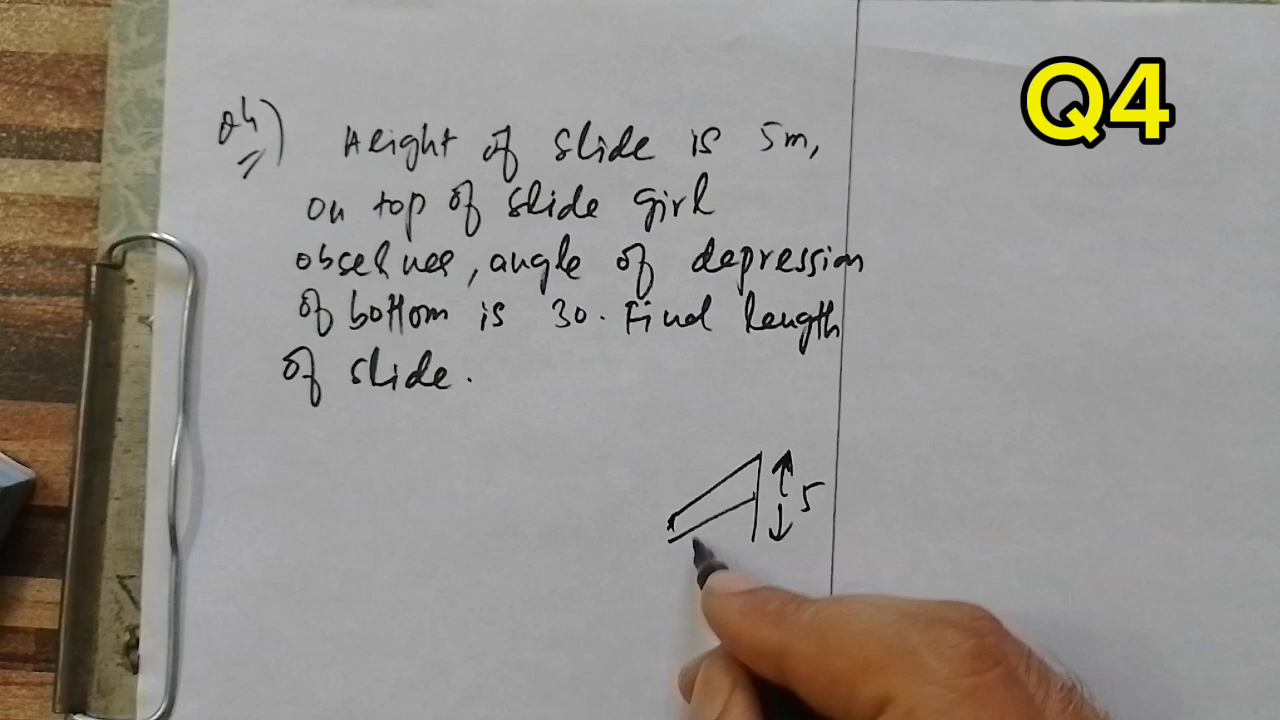 Q4
Q4)
Height of slide is 5m,
on top of slide girl
observes, angle of depression
of bottom is 30. Find length
of slide.
5